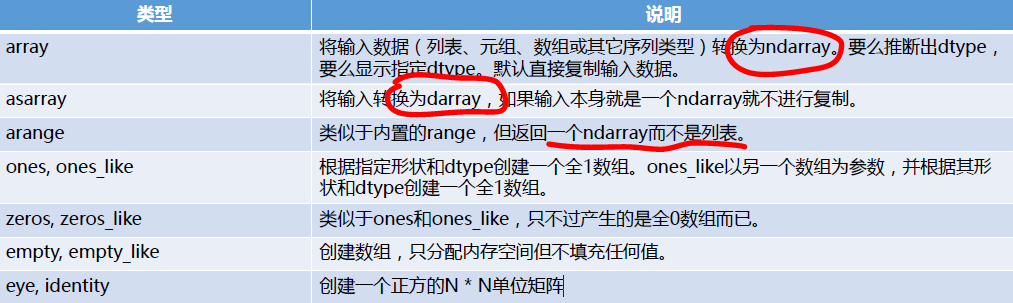 类型 说明
array 将输入数据（列表、元组、数组或其它序列类型）转换为ndarray。要么推断出dtype，
要么显示指定dtype。默认直接复制输入数据。
asarray 将输入转换为darray，如果输入本身就是一个ndarray就不进行复制。
arange 类似于内置的range，但返回一个ndarray而不是列表。
ones, ones_like 根据指定形状和dtype创建一个全1数组。ones_like以另一个数组为参数，并根据其形
状和dtype创建一个全1数组。
zeros, zeros_like 类似于ones和ones_like，只不过产生的是全0数组而已。
empty, empty_like 创建数组，只分配内存空间但不填充任何值。
eye, identity 创建一个正方的N * N单位矩阵